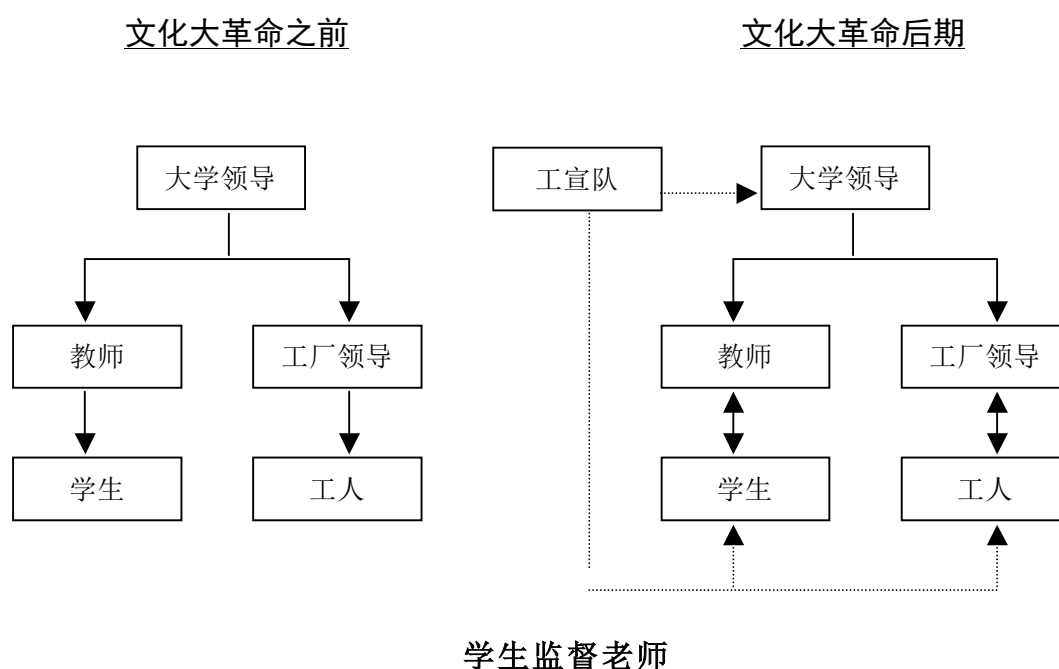 文化大革命之前 文化大革命后期
大学领导 工宣队 大学领导
教师 工厂领导 教师 工厂领导
学生 工人 学生 工人
学生监督老师